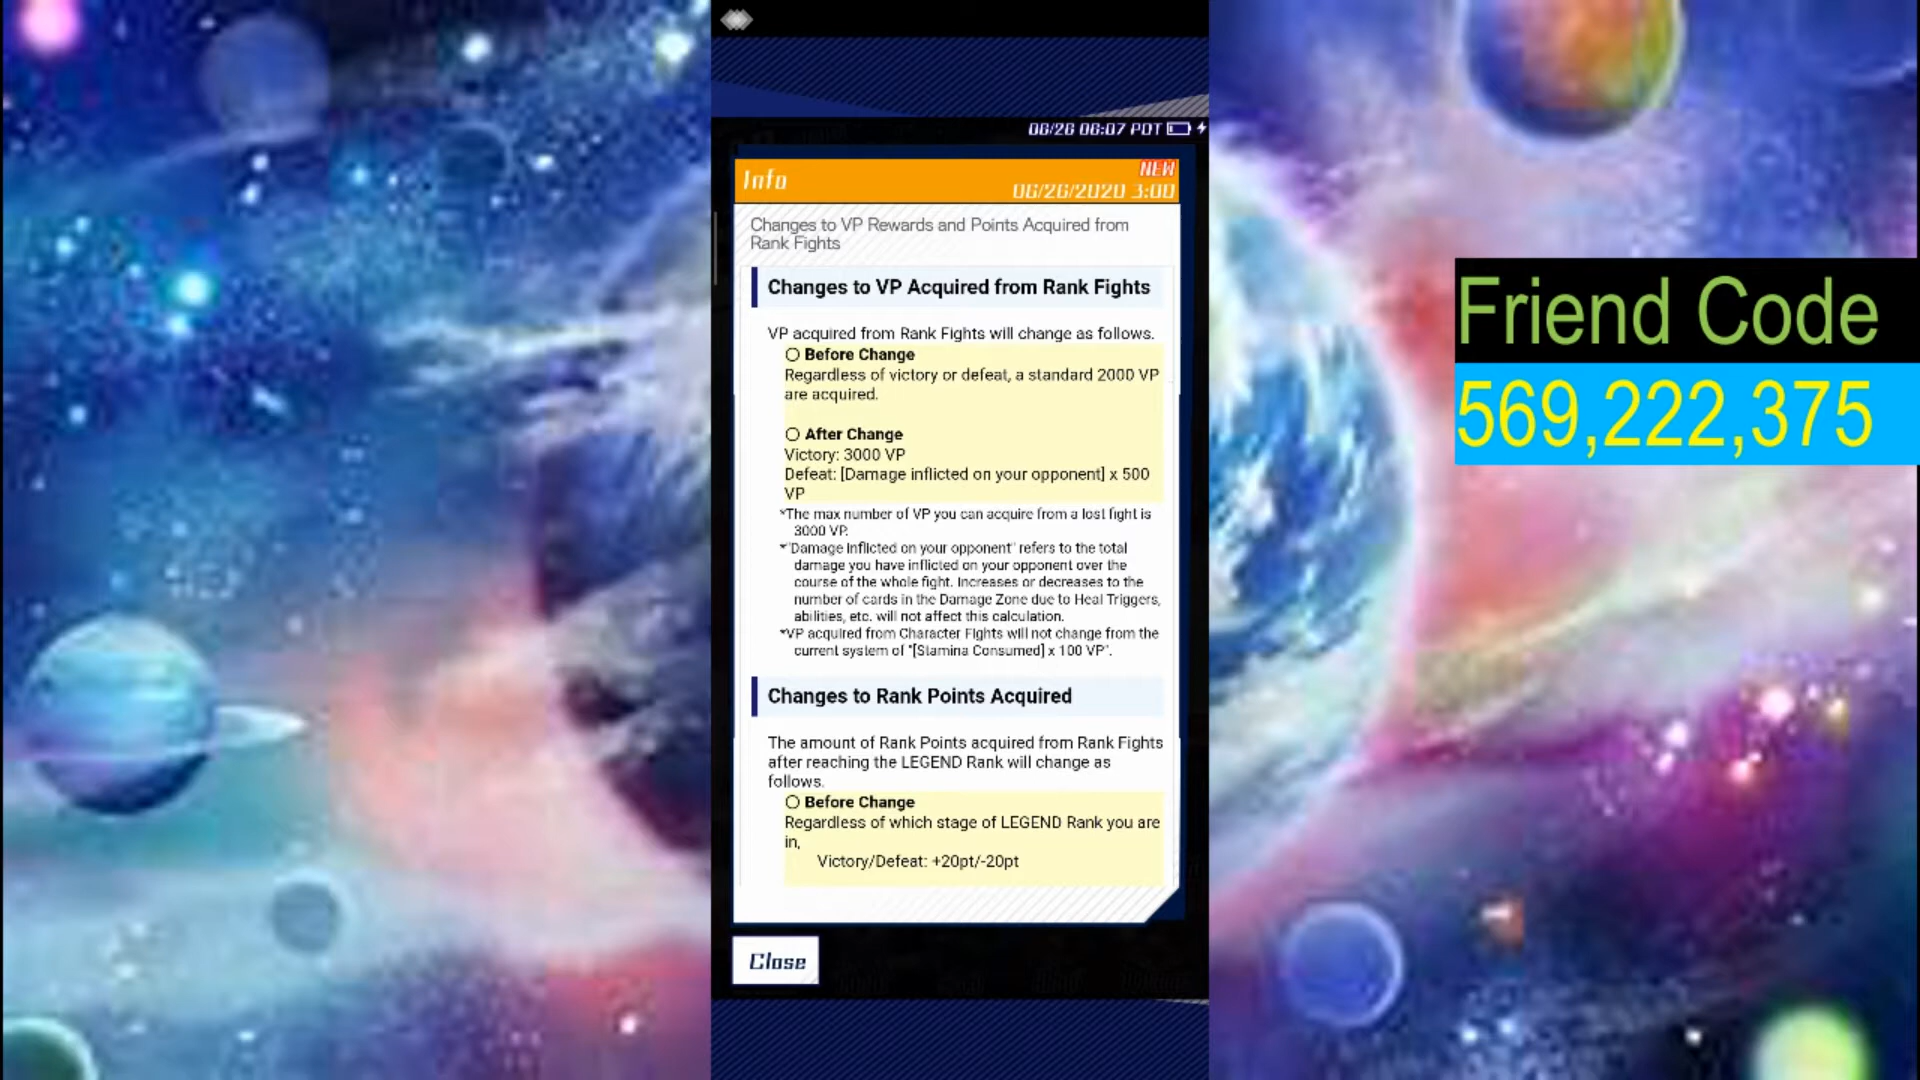 06/26 06:07 PDT
Info
NEW
06/26/2020 3:00
Changes to VP Rewards and Points Acquired from
Rank Fights
Changes to VP Acquired from Rank Fights
VP acquired from Rank Fights will change as follows.
○ Before Change
Regardless of victory or defeat, a standard 2000 VP
are acquired.
○ After Change
Victory: 3000 VP
Defeat: [Damage inflicted on your opponent] x 500
VP
*The max number of VP you can acquire from a lost fight is
3000 VP.
*"Damage inflicted on your opponent" refers to the total
damage you have inflicted on your opponent over the
course of the whole fight. Increases or decreases to the
number of cards in the Damage Zone due to Heal Triggers,
abilities, etc. will not affect this calculation.
*VP acquired from Character Fights will not change from the
current system of "[Stamina Consumed] x 100 VP".
Changes to Rank Points Acquired
The amount of Rank Points acquired from Rank Fights
after reaching the LEGEND Rank will change as
follows.
○ Before Change
Regardless of which stage of LEGEND Rank you are
in,
Victory/Defeat: +20pt/-20pt
Close
Friend Code
569,222,375